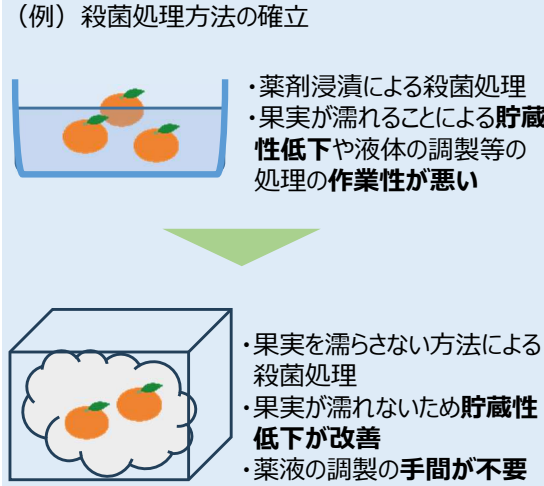 （例）殺菌処理方法の確立
・薬剤浸漬による殺菌処理
・果実が濡れることによる貯蔵
性低下や液体の調製等の
処理の作業性が悪い
・果実を濡らさない方法による
殺菌処理
・果実が濡れないため貯蔵性
低下が改善
・薬液の調製の手間が不要